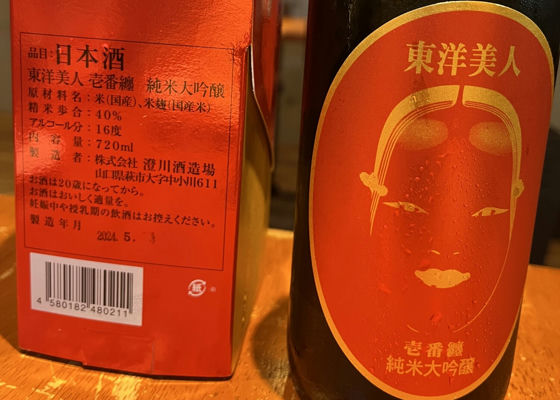 品目:日本酒
東洋美人 壱番纏 純米大吟醸
原材料名:米(国産)、米麹(国産米)
精米歩合:40%
アルコール分:16度
内容量:720ml
製造者:株式会社 澄川酒造場
山口県萩市大字中小川611
お酒は20歳になってから。
お酒はおいしく適量を。
妊娠中や授乳期の飲酒はお控えください。
製造年月
2024.5.
4 580182 480211
紙
東洋美人
壱番纏
純米大吟醸